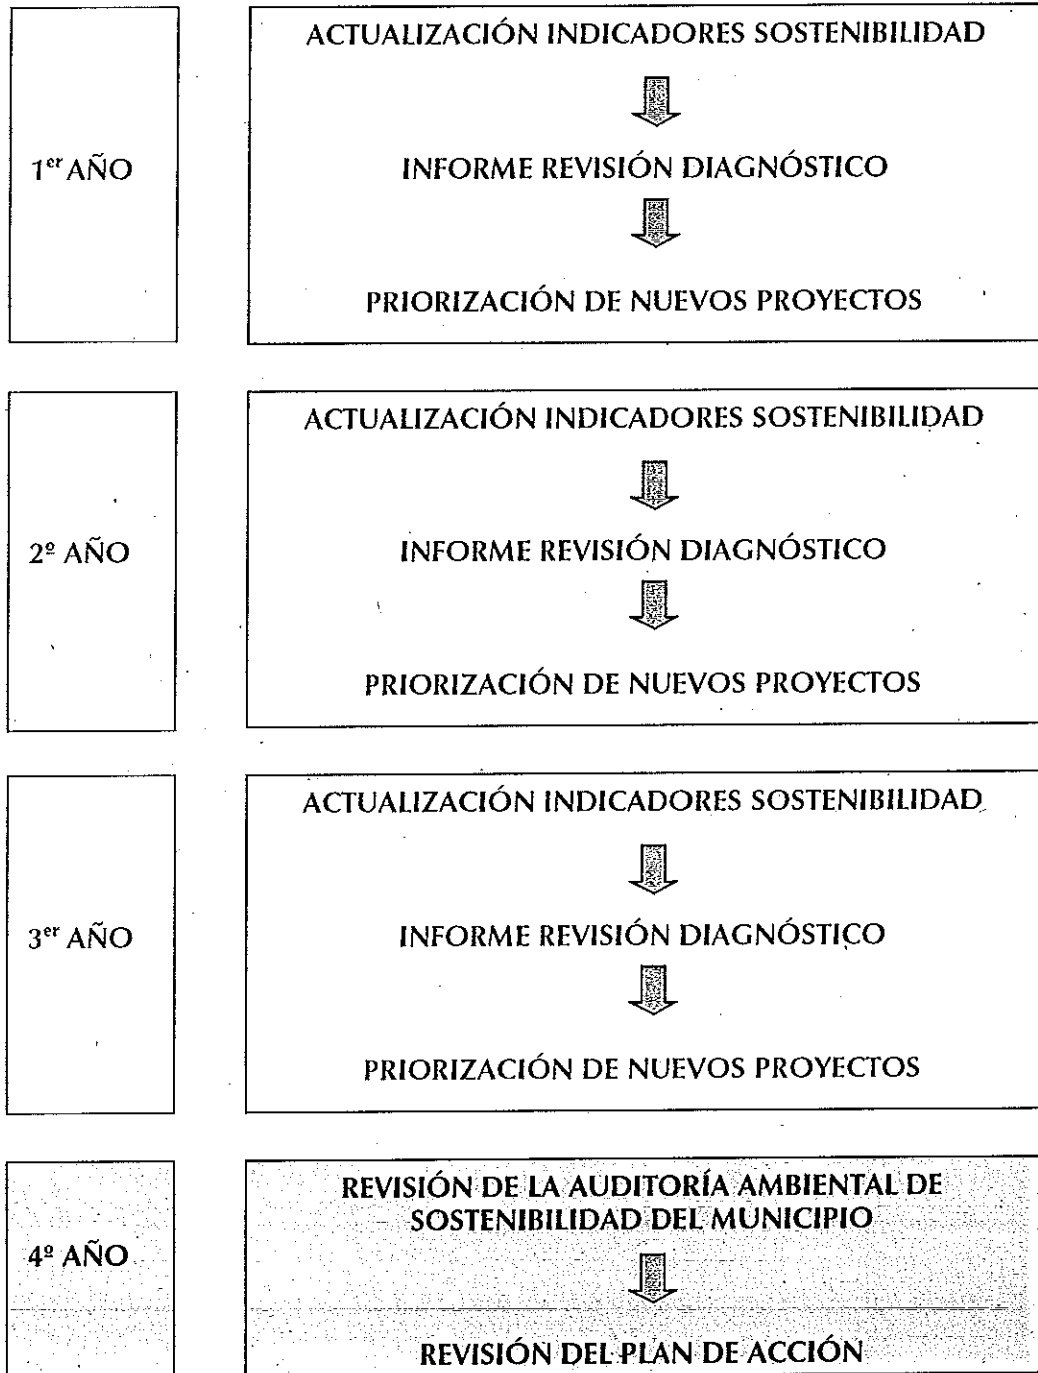 ACTUALIZACIÓN INDICADORES SOSTENIBILIDAD
1er AÑO
INFORME REVISIÓN DIAGNÓSTICO
PRIORIZACIÓN DE NUEVOS PROYECTOS
ACTUALIZACIÓN INDICADORES SOSTENIBILIDAD
2º AÑO
INFORME REVISIÓN DIAGNÓSTICO
PRIORIZACIÓN DE NUEVOS PROYECTOS
ACTUALIZACIÓN INDICADORES SOSTENIBILIDAD
3er AÑO
INFORME REVISIÓN DIAGNÓSTICO
PRIORIZACIÓN DE NUEVOS PROYECTOS
REVISIÓN DE LA AUDITORÍA AMBIENTAL DE
SOSTENIBILIDAD DEL MUNICIPIO
4º AÑO
REVISIÓN DEL PLAN DE ACCIÓN